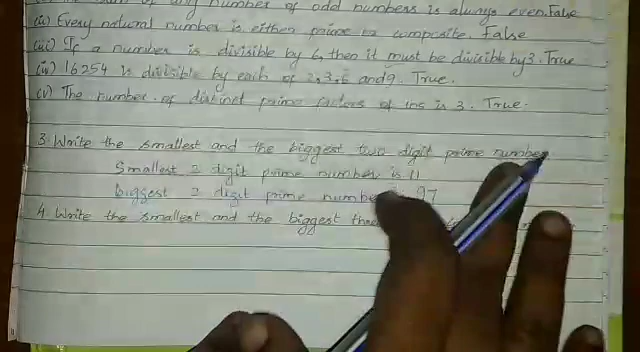 of any number of odd numbers is always even. False
(ii) Every natural number is either prime or composite. False
(iii) If a number is divisible by 6, then it must be divisible by 3. True
(iv) 16254 is divisible by each of 2, 3, 6 and 9. True.
(v) The number of distinct prime factors of is 3. True.
3 Write the smallest and the biggest two digit prime number
Smallest 2 digit prime number is 11
Biggest 2 digit prime number 97
4 Write the smallest and the biggest